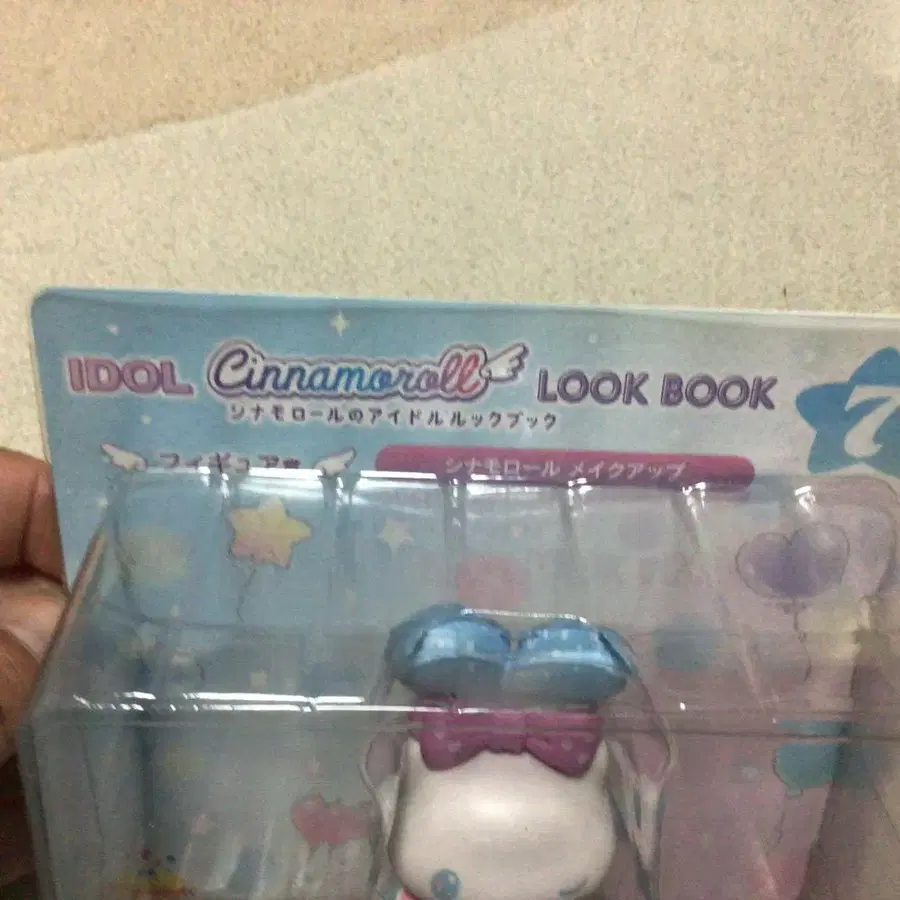 IDOL Cinnamoroll LOOK BOOK 7
シナモロールのアイドルルックブック
フィギュア
シナモロール メイクアップ